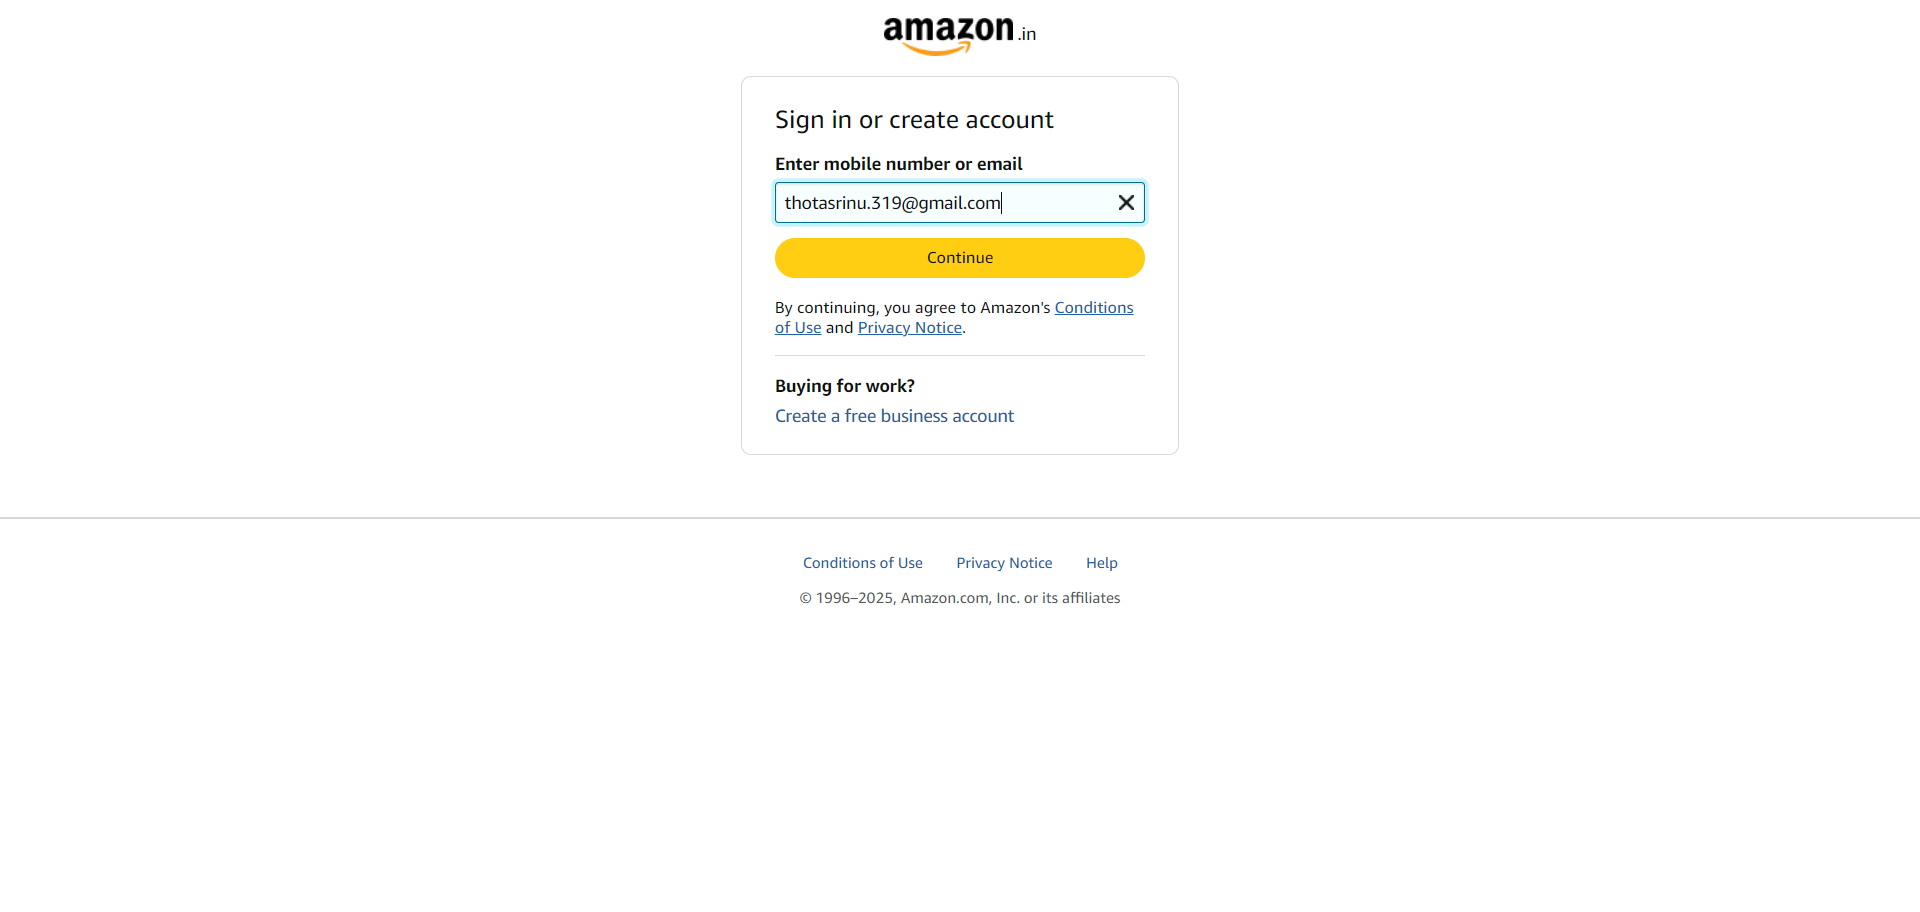 amazon.in
Sign in or create account
Enter mobile number or email
thotasrinu.319@gmail.com
Continue
By continuing, you agree to Amazon's Conditions
of Use and Privacy Notice.
Buying for work?
Create a free business account
Conditions of Use Privacy Notice Help
© 1996–2025, Amazon.com, Inc. or its affiliates